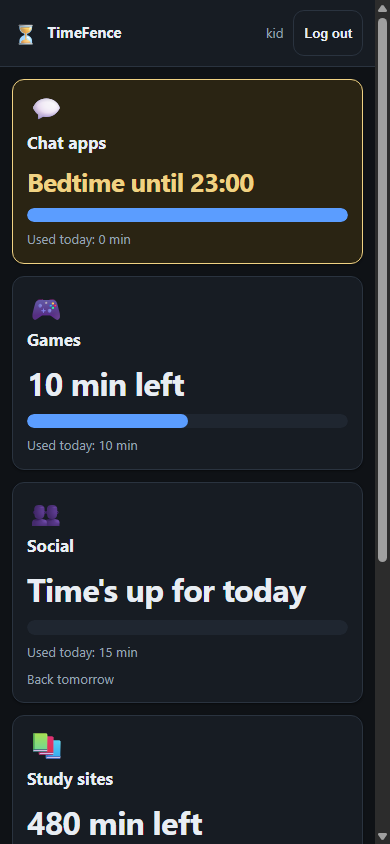 TimeFence
kid
Log out
Chat apps
Bedtime until 23:00
Used today: 0 min
Games
10 min left
Used today: 10 min
Social
Time's up for today
Used today: 15 min
Back tomorrow
Study sites
480 min left